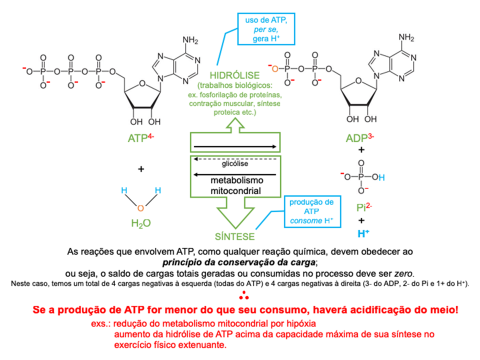 uso de ATP,
per se,
gera H⁺
NH₂
NH₂
HIDRÓLISE
(trabalhos biológicos:
ex. fosforilação de proteínas,
contração muscular, síntese
proteica etc.)
⁻O–P–O–P–O–P–O
O O O
O⁻ O⁻ O⁻
N N N N O
OH OH
⁻O–P–O–P–O
O O
O⁻ O⁻
N N N N O
OH OH
ATP4-
ADP3-
+
+
glicólise
metabolismo
mitocondrial
O
O–P–OH
O⁻
H H
O
H₂O
produção de
ATP
consome H⁺
Pi2-
+
H⁺
SÍNTESE
As reações que envolvem ATP, como qualquer reação química, devem obedecer ao
princípio da conservação da carga;
ou seja, o saldo de cargas totais geradas ou consumidas no processo deve ser zero.
Neste caso, temos um total de 4 cargas negativas à esquerda (todas do ATP) e 4 cargas negativas à direita (3- do ADP, 2- do Pi e 1+ do H⁺).
∴
Se a produção de ATP for menor do que seu consumo, haverá acidificação do meio!
exs.: redução do metabolismo mitocondrial por hipóxia
aumento da hidrólise de ATP acima da capacidade máxima de sua síntese no
exercício físico extenuante.